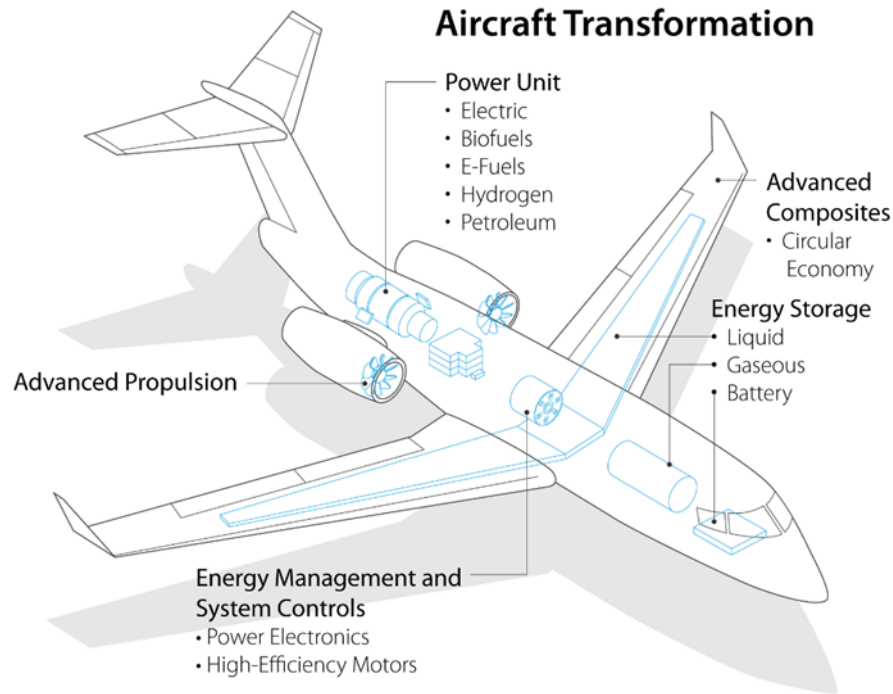 Aircraft Transformation
Power Unit
• Electric
• Biofuels
• E-Fuels
• Hydrogen
• Petroleum
Advanced
Composites
• Circular
Economy
Energy Storage
• Liquid
• Gaseous
• Battery
Advanced Propulsion
Energy Management and
System Controls
• Power Electronics
• High-Efficiency Motors